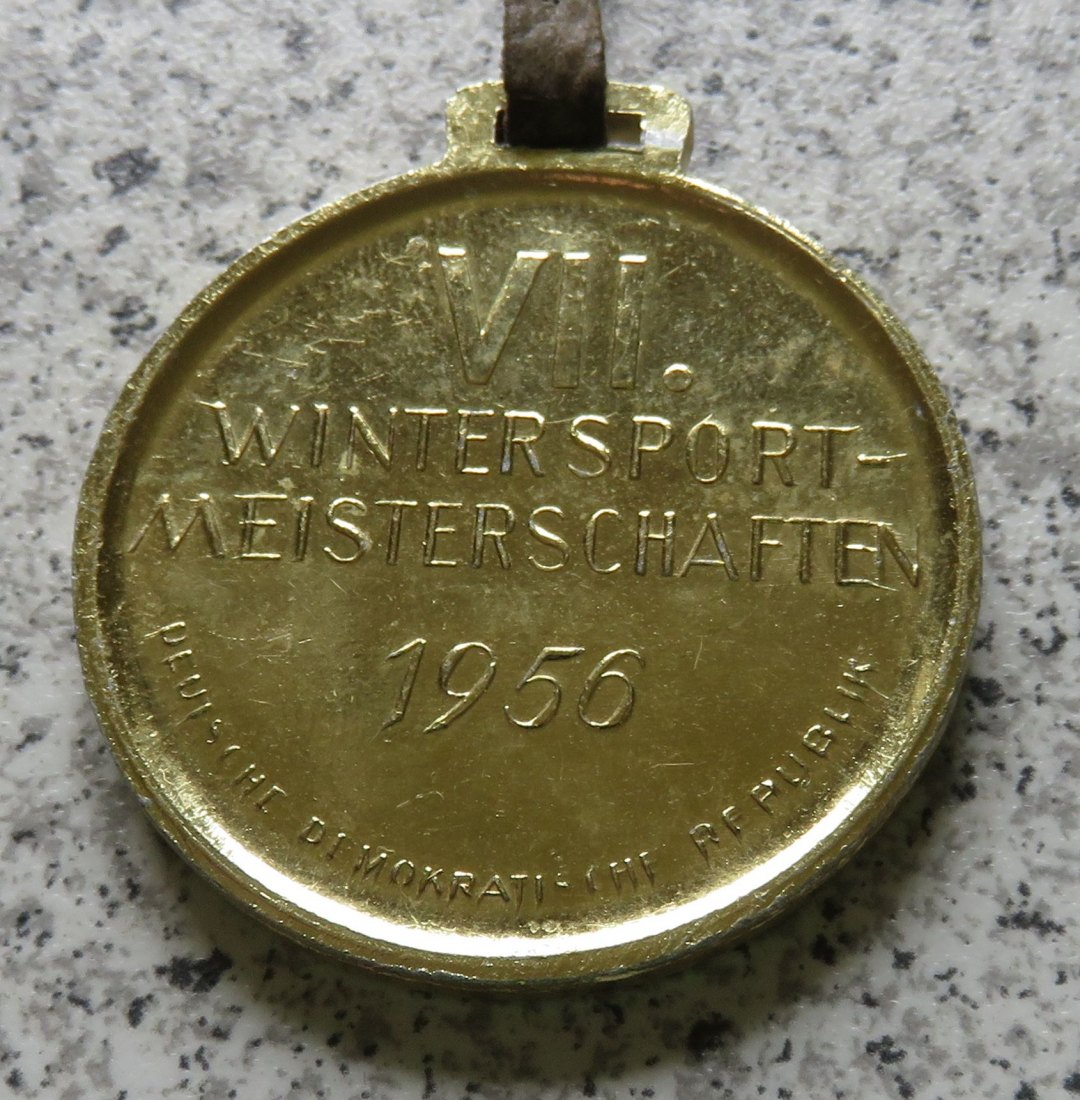 VII.
WINTERSPORT-
MEISTERSCHAFTEN
1956
DEUTSCHE DEMOKRATISCHE REPUBLIK